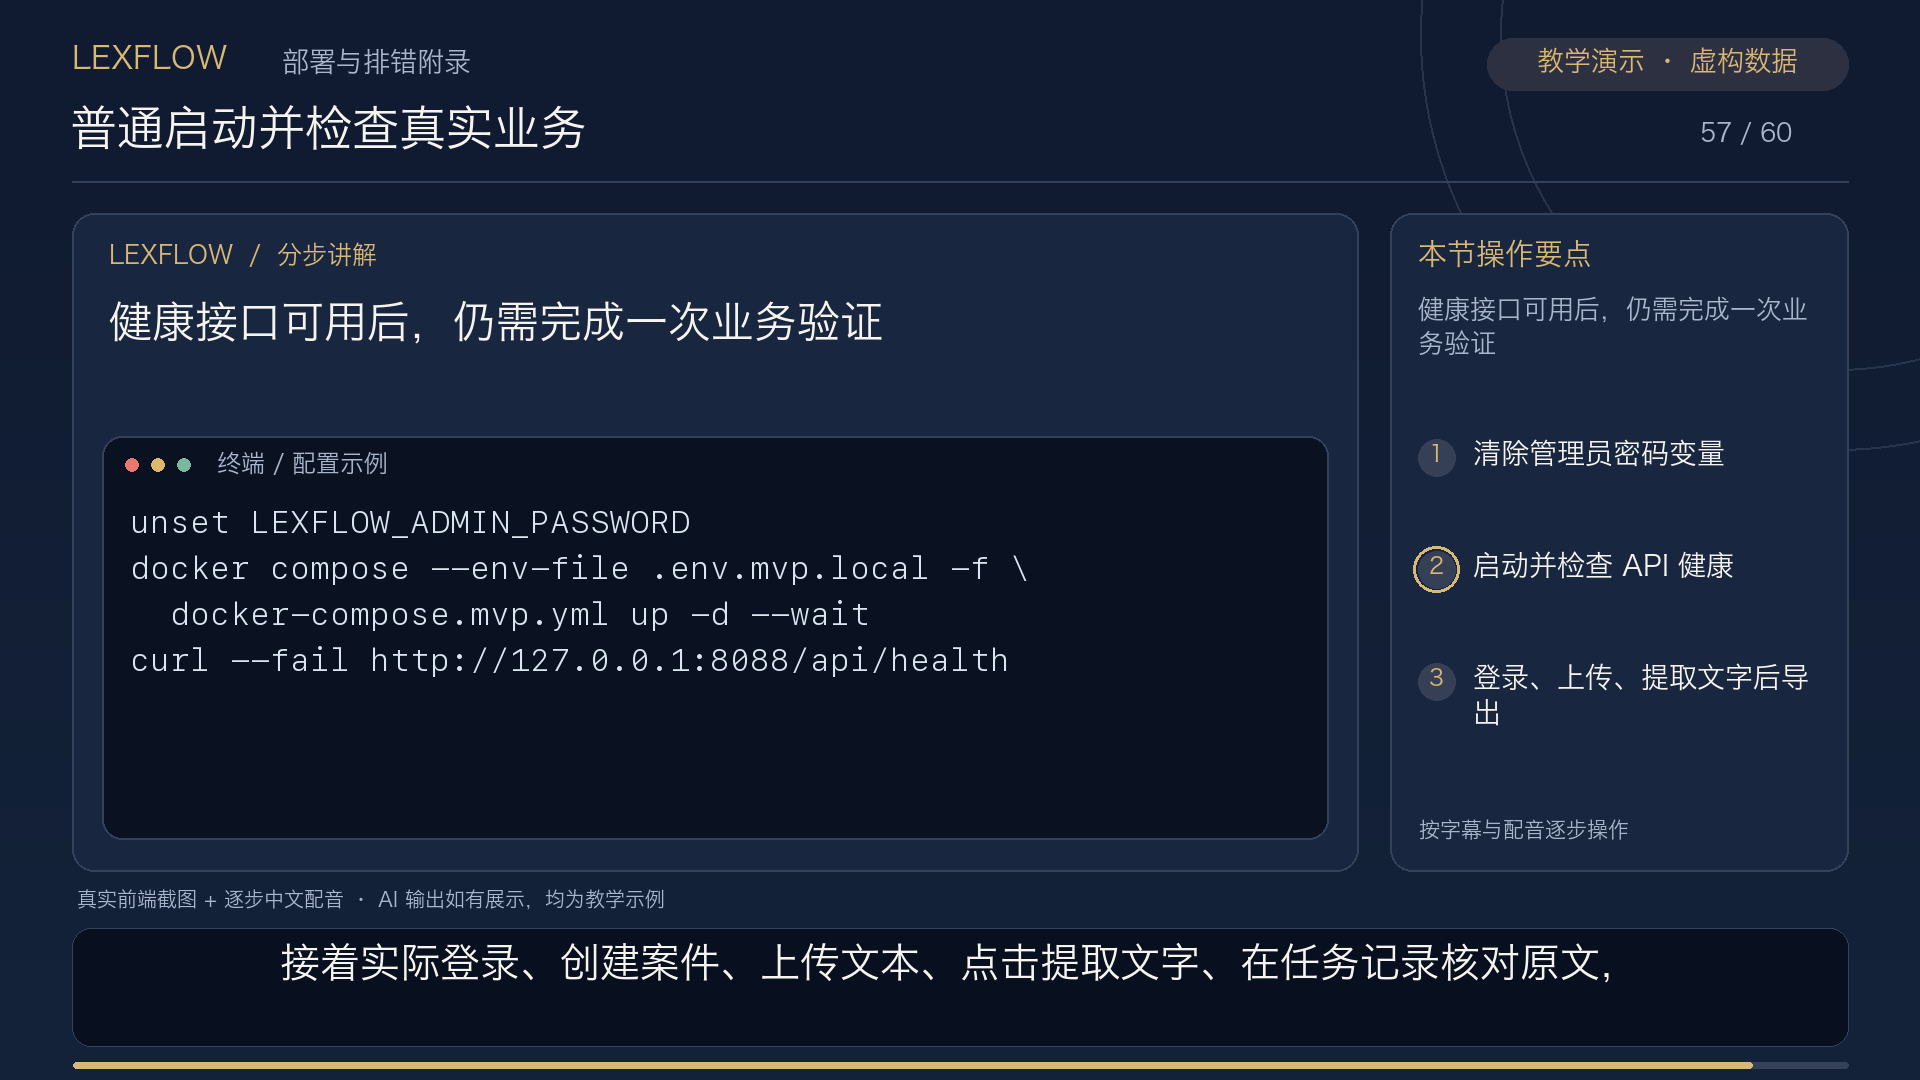 LEXFLOW 部署与排错附录
教学演示 · 虚构数据
普通启动并检查真实业务
57 / 60
LEXFLOW / 分步讲解
健康接口可用后，仍需完成一次业务验证
终端 / 配置示例
unset LEXFLOW_ADMIN_PASSWORD
docker compose --env-file .env.mvp.local -f \
  docker-compose.mvp.yml up -d --wait
curl --fail http://127.0.0.1:8088/api/health
本节操作要点
健康接口可用后，仍需完成一次业
务验证
1 清除管理员密码变量
2 启动并检查 API 健康
3 登录、上传、提取文字后导
出
按字幕与配音逐步操作
真实前端截图 + 逐步中文配音 · AI 输出如有展示，均为教学示例
接着实际登录、创建案件、上传文本、点击提取文字、在任务记录核对原文，